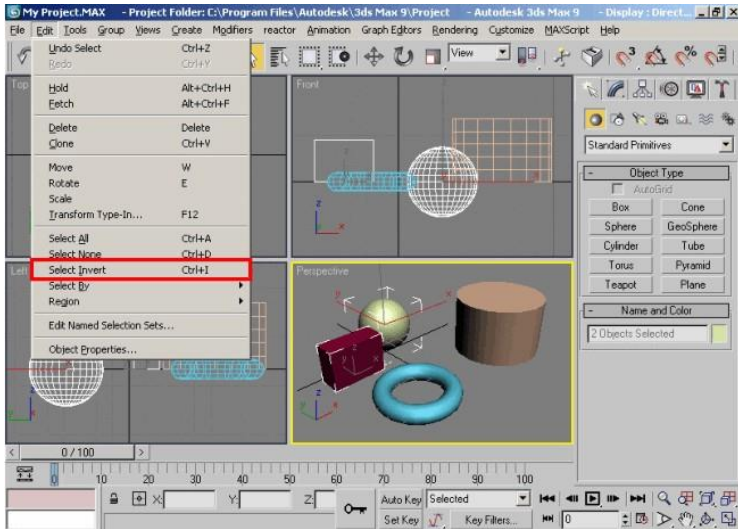 My Project.MAX - Project Folder: C:\Program Files\Autodesk\3ds Max 9\Project - Autodesk 3ds Max 9 - Display : Direct...
File Edit Tools Group Views Create Modifiers reactor Animation Graph Editors Rendering Customize MAXScript Help
Undo Select Ctrl+Z
Redo Ctrl+Y
Hold Alt+Ctrl+H
Fetch Alt+Ctrl+F
Delete Delete
Clone Ctrl+V
Move W
Rotate E
Scale
Transform Type-In... F12
Select All Ctrl+A
Select None Ctrl+D
Select Invert Ctrl+I
Select By
Region
Edit Named Selection Sets...
Object Properties...
View
3
%
Top
Front
z
x
Left
Perspective
z
y
x
Standard Primitives
- Object Type
AutoGrid
Box Cone
Sphere GeoSphere
Cylinder Tube
Torus Pyramid
Teapot Plane
- Name and Color
2 Objects Selected
< 0 / 100 >
0 10 20 30 40 50 60 70 80 90 100
X: Y: Z: Auto Key Selected
Set Key Key Filters... 0